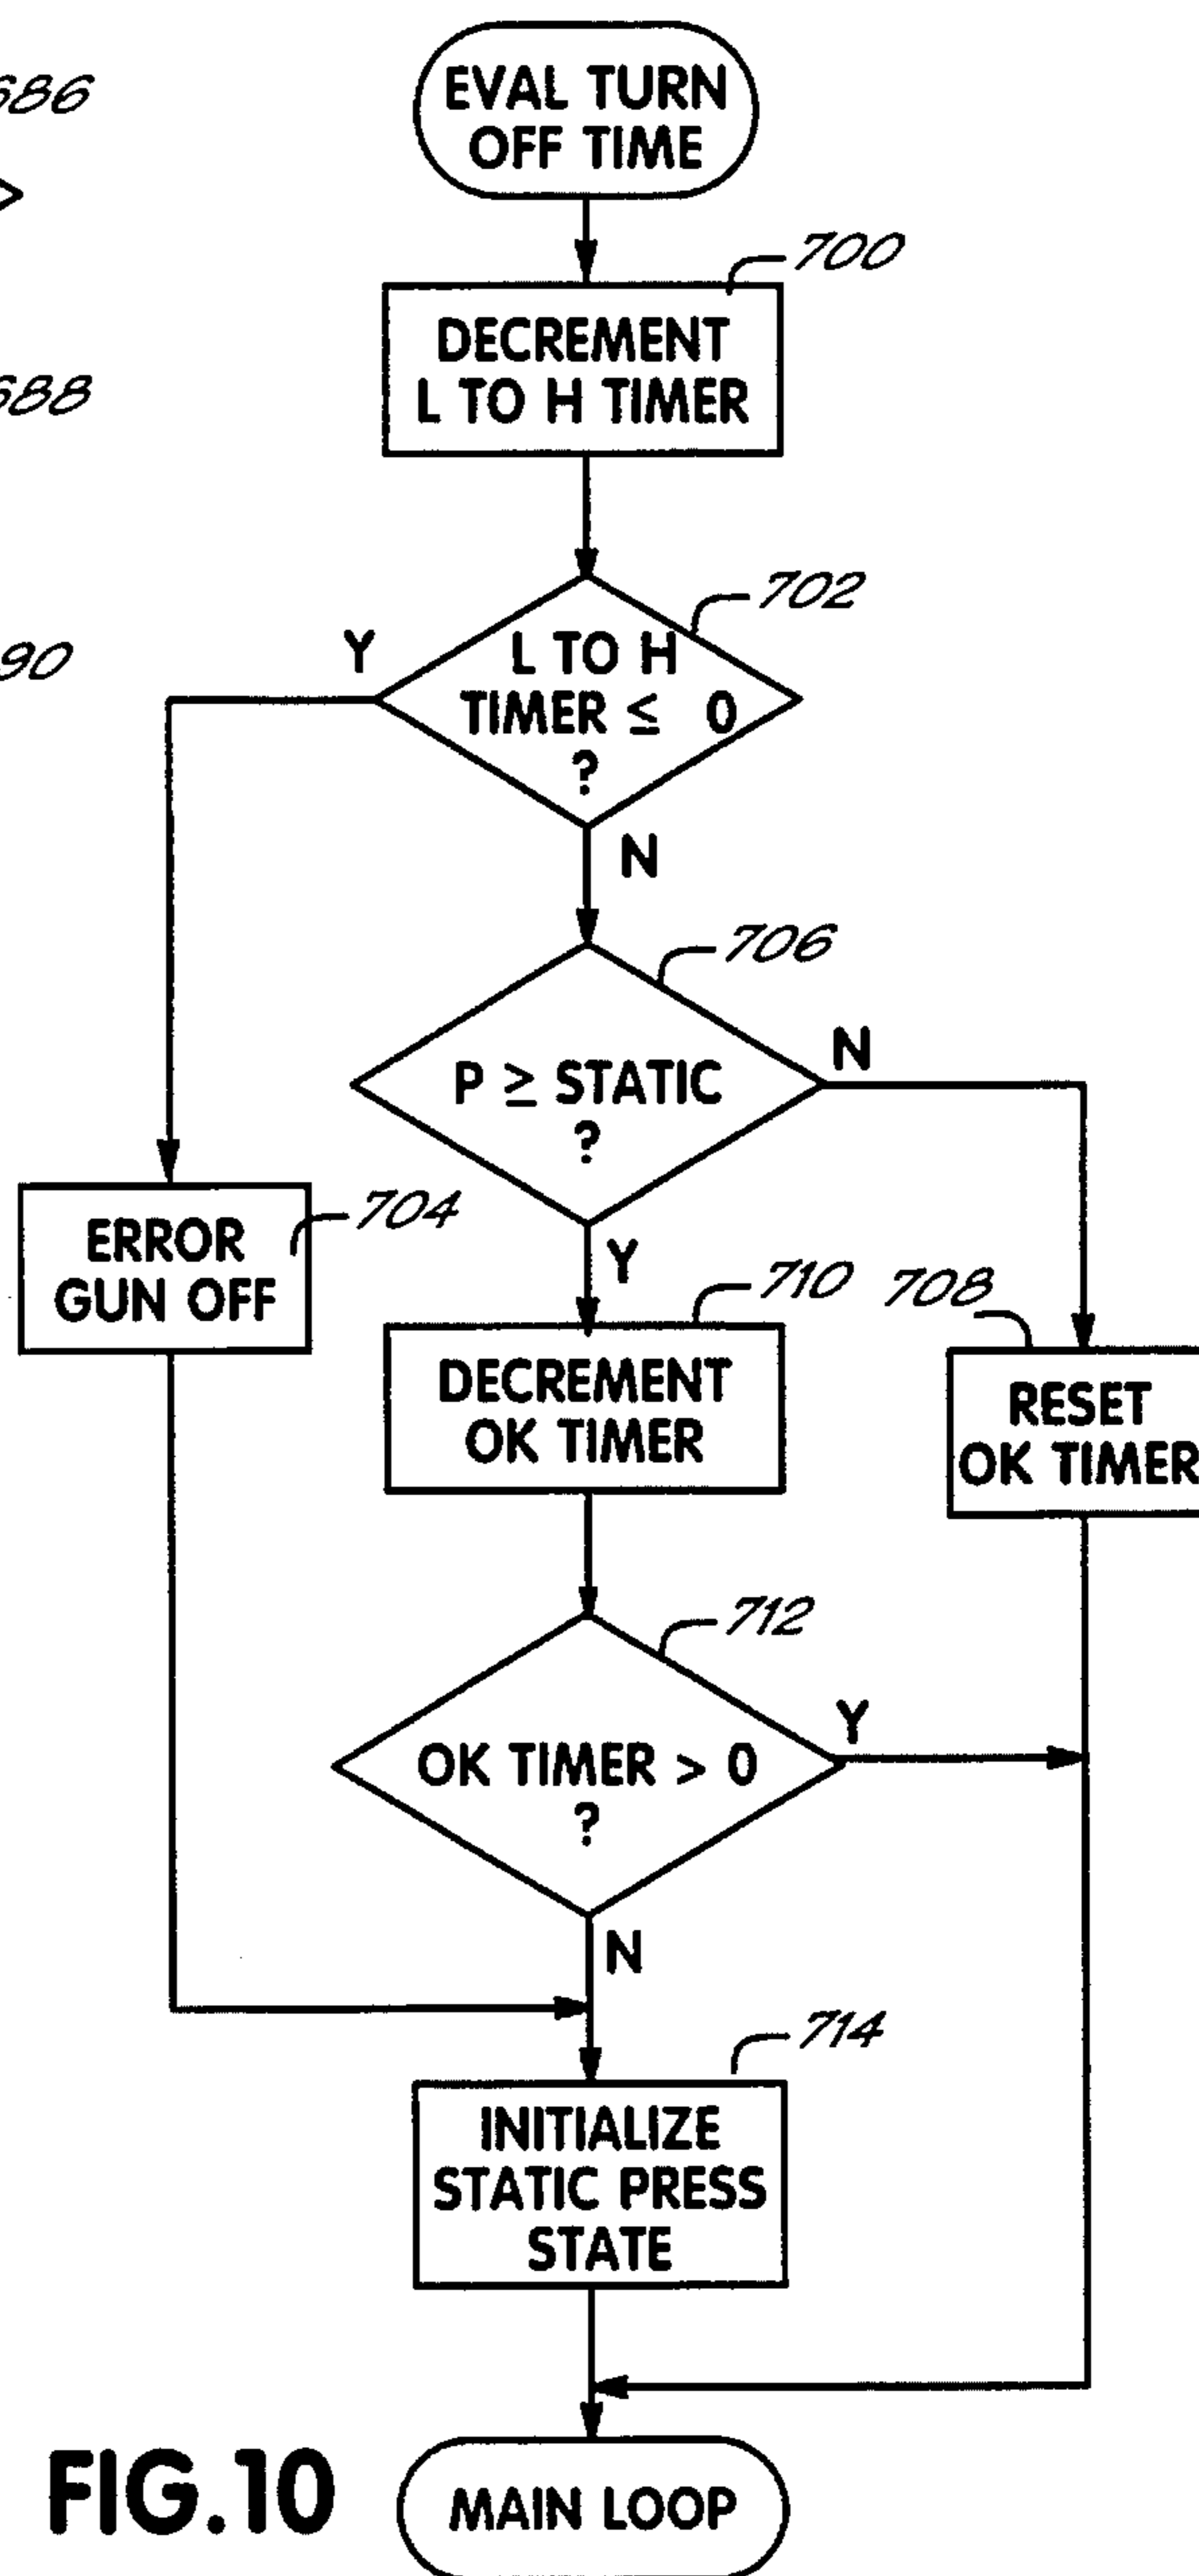 686
EVAL TURN
OFF TIME
700
DECREMENT
L TO H TIMER
688
702
Y
L TO H
TIMER ≤ 0
?
90
N
706
P ≥ STATIC
?
N
704
ERROR
GUN OFF
Y
710
708
DECREMENT
OK TIMER
RESET
OK TIMER
712
OK TIMER > 0
?
Y
N
714
INITIALIZE
STATIC PRESS
STATE
MAIN LOOP
FIG.10